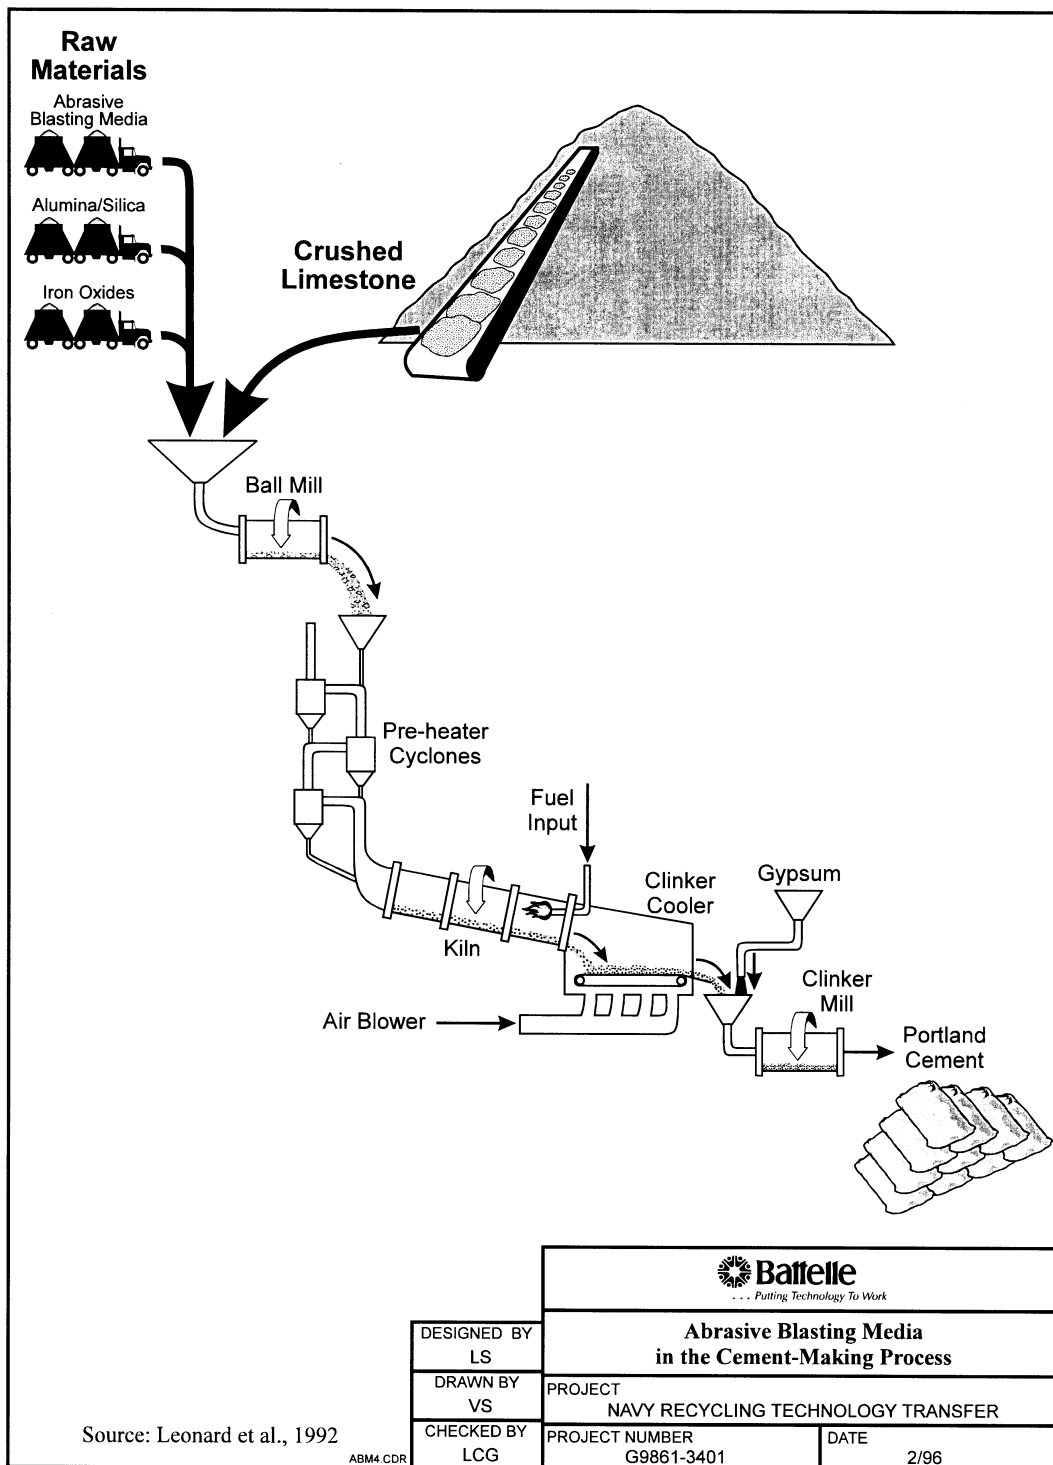 Raw
Materials
Abrasive
Blasting Media
Alumina/Silica
Iron Oxides
Crushed
Limestone
Ball Mill
Pre-heater
Cyclones
Fuel
Input
Clinker
Cooler
Gypsum
Kiln
Clinker
Mill
Air Blower
Portland
Cement
Battelle
. . . Putting Technology To Work
DESIGNED BY
LS
Abrasive Blasting Media
in the Cement-Making Process
DRAWN BY
VS
PROJECT
NAVY RECYCLING TECHNOLOGY TRANSFER
CHECKED BY
LCG
PROJECT NUMBER
G9861-3401
DATE
2/96
Source: Leonard et al., 1992
ABM4.CDR